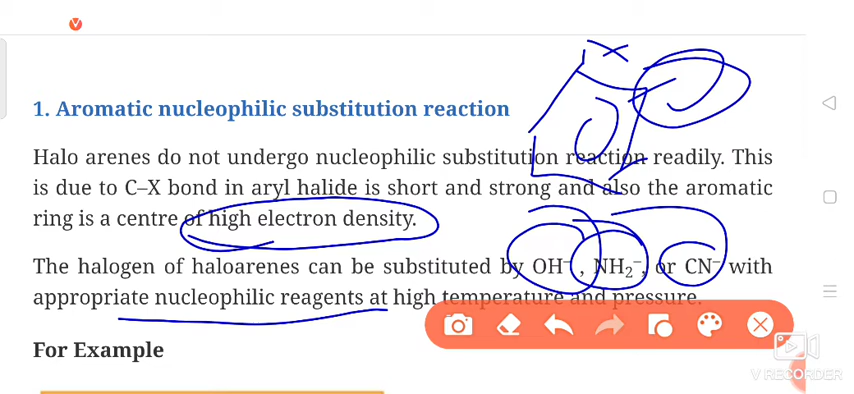 1. Aromatic nucleophilic substitution reaction
Halo arenes do not undergo nucleophilic substitution reaction readily. This
is due to C–X bond in aryl halide is short and strong and also the aromatic
ring is a centre of high electron density.
The halogen of haloarenes can be substituted by OH⁻, NH₂⁻, or CN⁻ with
appropriate nucleophilic reagents at high temperature and pressure.
For Example
V RECORDER